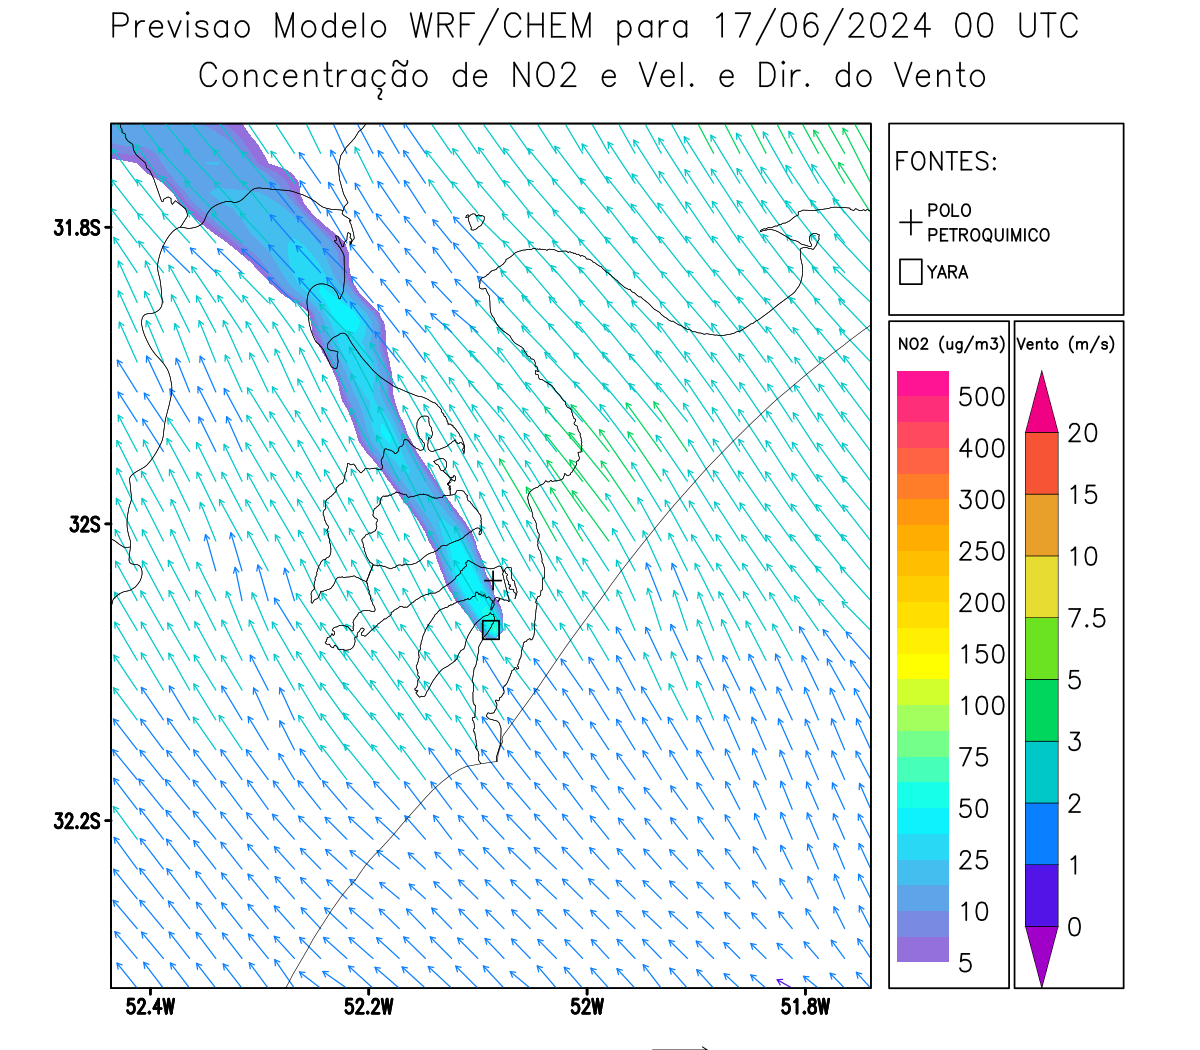 Previsao Modelo WRF/CHEM para 17/06/2024 00 UTC
Concentração de NO2 e Vel. e Dir. do Vento
FONTES:
POLO
PETROQUIMICO
YARA
31.8S
32S
32.2S
52.4W
52.2W
52W
51.8W
NO2 (ug/m3)
500
400
300
250
200
150
100
75
50
25
10
5
Vento (m/s)
20
15
10
7.5
5
3
2
1
0